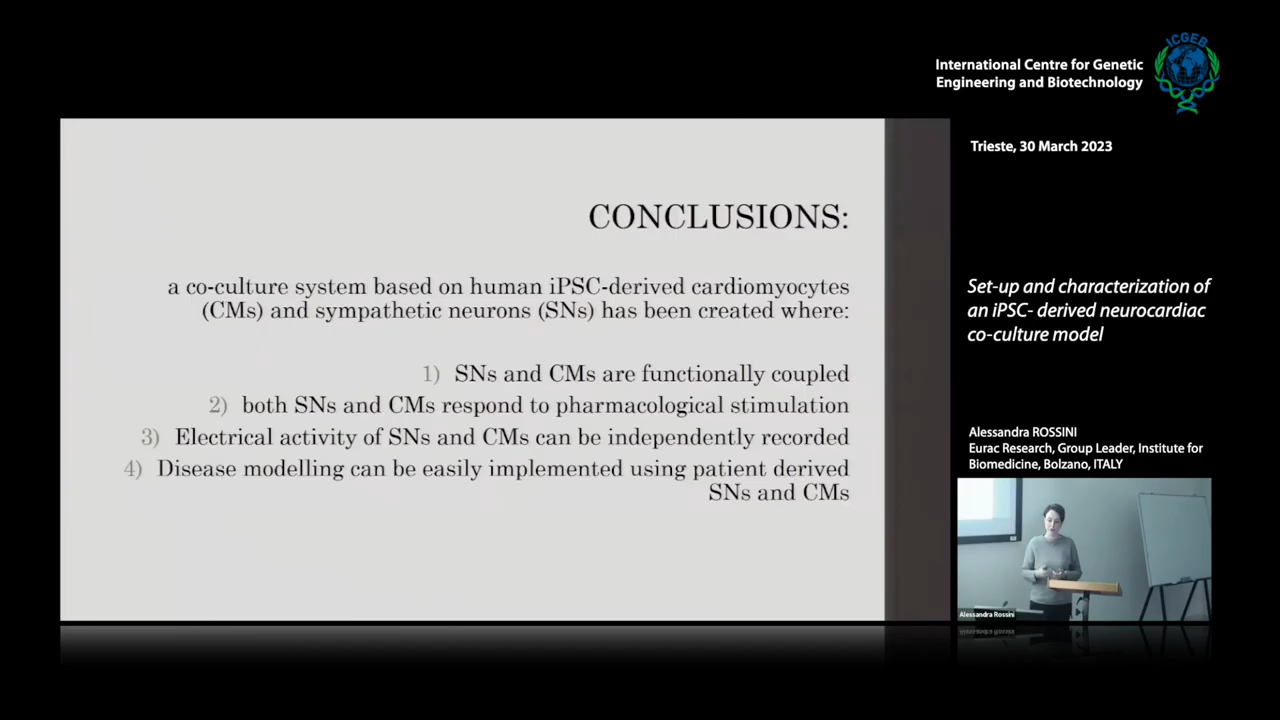 ICGEB
International Centre for Genetic
Engineering and Biotechnology
Trieste, 30 March 2023
CONCLUSIONS:
a co-culture system based on human iPSC-derived cardiomyocytes
(CMs) and sympathetic neurons (SNs) has been created where:
1) SNs and CMs are functionally coupled
2) both SNs and CMs respond to pharmacological stimulation
3) Electrical activity of SNs and CMs can be independently recorded
4) Disease modelling can be easily implemented using patient derived
SNs and CMs
Set-up and characterization of
an iPSC- derived neurocardiac
co-culture model
Alessandra ROSSINI
Eurac Research, Group Leader, Institute for
Biomedicine, Bolzano, ITALY
Alessandra Rossini